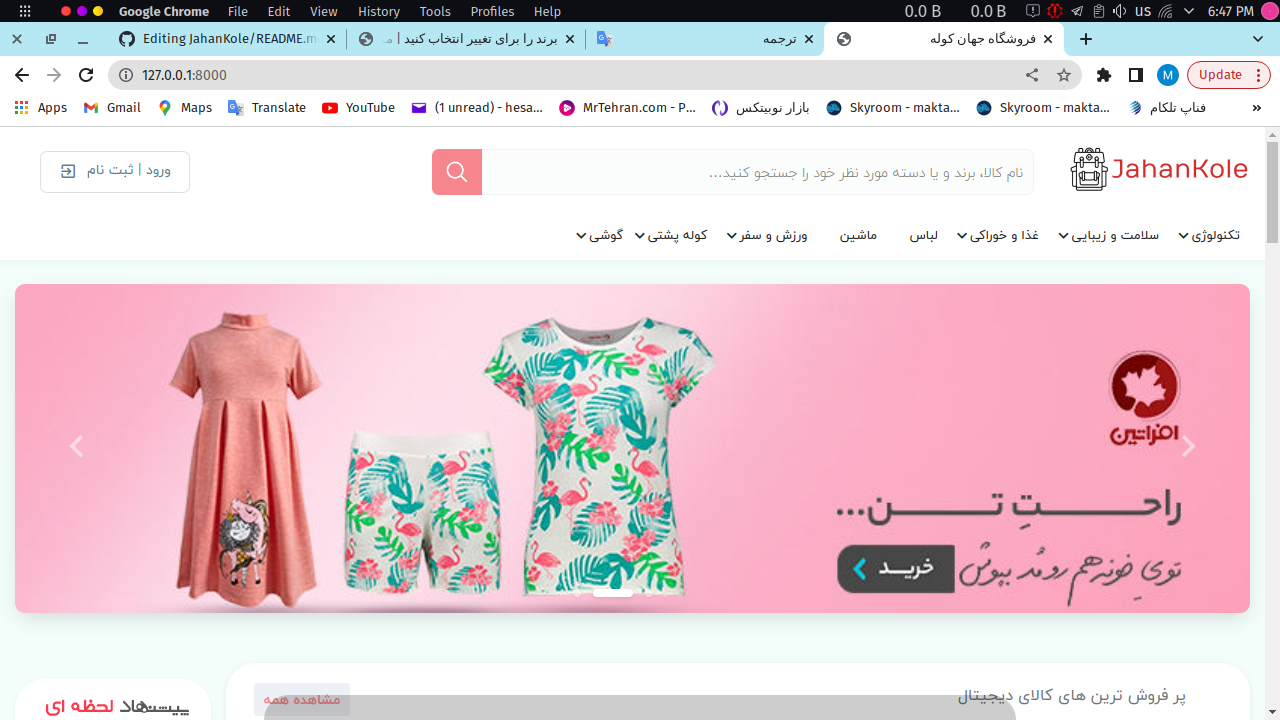 Google Chrome File Edit View History Tools Profiles Help 0.0 B 0.0 B us 6:47 PM
Editing JahanKole/README.m
برند را برای تغییر انتخاب کنید | ما
ترجمه
فروشگاه جهان کوله
127.0.0.1:8000
M
Update
Apps Gmail Maps Translate YouTube (1 unread) - hesa... MrTehran.com - P... بازار نوبیتکس Skyroom - makta... Skyroom - makta... فناپ تلکام »
JahanKole
نام کالا، برند و یا دسته مورد نظر خود را جستجو کنید...
ورود | ثبت نام
تکنولوژی سلامت و زیبایی غذا و خوراکی لباس ماشین ورزش و سفر کوله پشتی گوشی
افراتین
راحتِ تن...
توی خونه هم رو مُد بپوش
خرید
پر فروش ترین های کالای دیجیتال
مشاهده همه
پیشنهاد لحظه ای